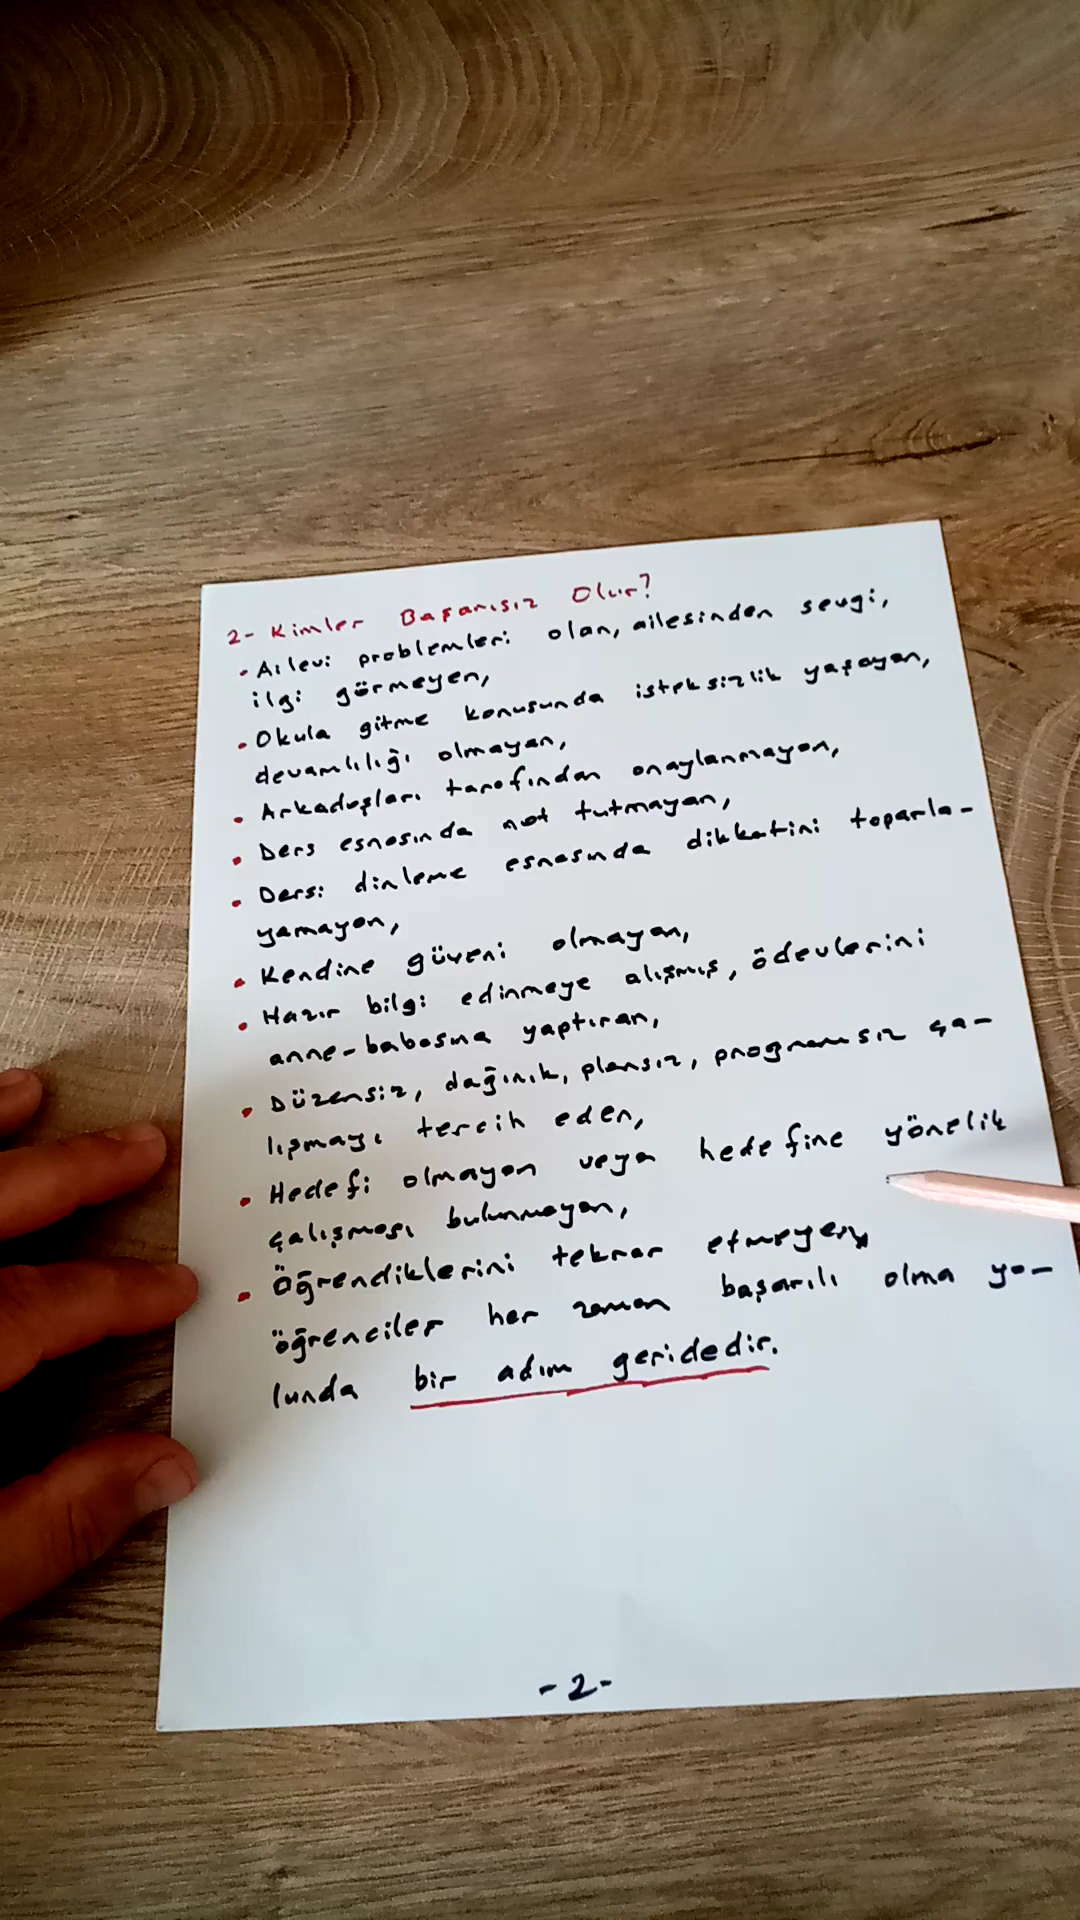 2- Kimler Başarısız Olur?
• Ailevi problemleri olan, ailesinden sevgi,
ilgi görmeyen,
• Okula gitme konusunda isteksizlik yaşayan,
devamlılığı olmayan,
• Arkadaşları tarafından onaylanmayan,
• Ders esnasında not tutmayan,
• Dersi dinleme esnasında dikkatini toparla-
yamayan,
• Kendine güveni olmayan,
• Hazır bilgi edinmeye alışmış, ödevlerini
anne-babasına yaptıran,
• Düzensiz, dağınık, plansız, programsız ça-
lışmayı tercih eden,
• Hedefi olmayan veya hedefine yönelik
çalışması bulunmayan,
• Öğrendiklerini tekrar etmeyen
öğrenciler her zaman başarılı olma yo-
lunda bir adım geridedir.
-2-